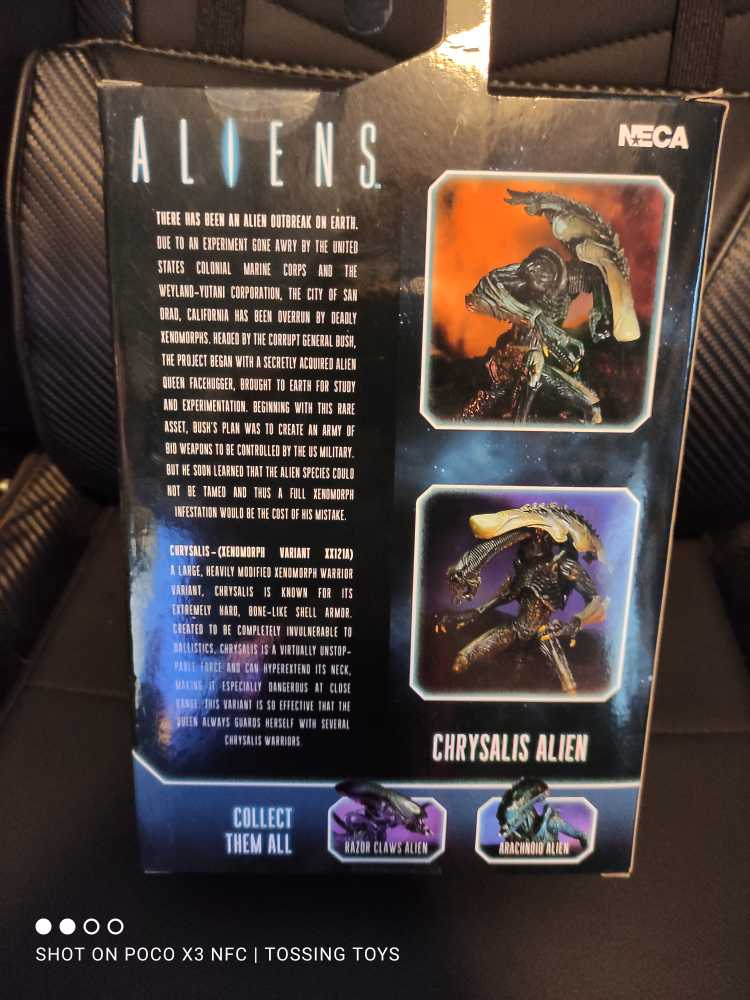 ALIENS
NECA
THERE HAS BEEN AN ALIEN OUTBREAK ON EARTH.
DUE TO AN EXPERIMENT GONE AWRY BY THE UNITED
STATES COLONIAL MARINE CORPS AND THE
WEYLAND-YUTANI CORPORATION, THE CITY OF SAN
DRAD, CALIFORNIA HAS BEEN OVERRUN BY DEADLY
XENOMORPHS. HEADED BY THE CORRUPT GENERAL BUSH,
THE PROJECT BEGAN WITH A SECRETLY ACQUIRED ALIEN
QUEEN FACEHUGGER, BROUGHT TO EARTH FOR STUDY
AND EXPERIMENTATION. BEGINNING WITH THIS RARE
ASSET, BUSH'S PLAN WAS TO CREATE AN ARMY OF
BIO WEAPONS TO BE CONTROLLED BY THE US MILITARY.
BUT HE SOON LEARNED THAT THE ALIEN SPECIES COULD
NOT BE TAMED AND THUS A FULL XENOMORPH
INFESTATION WOULD BE THE COST OF HIS MISTAKE.
CHRYSALIS-(XENOMORPH VARIANT XX121A)
A LARGE, HEAVILY MODIFIED XENOMORPH WARRIOR
VARIANT, CHRYSALIS IS KNOWN FOR ITS
EXTREMELY HARD, BONE-LIKE SHELL ARMOR.
CREATED TO BE COMPLETELY INVULNERABLE TO
BALLISTICS, CHRYSALIS IS A VIRTUALLY UNSTOP-
PABLE FORCE AND CAN HYPEREXTEND ITS NECK,
MAKING IT ESPECIALLY DANGEROUS AT CLOSE
RANGE. THIS VARIANT IS SO EFFECTIVE THAT THE
QUEEN ALWAYS GUARDS HERSELF WITH SEVERAL
CHRYSALIS WARRIORS.
CHRYSALIS ALIEN
COLLECT
THEM ALL
RAZOR CLAWS ALIEN
ARACHNOID ALIEN
SHOT ON POCO X3 NFC | TOSSING TOYS